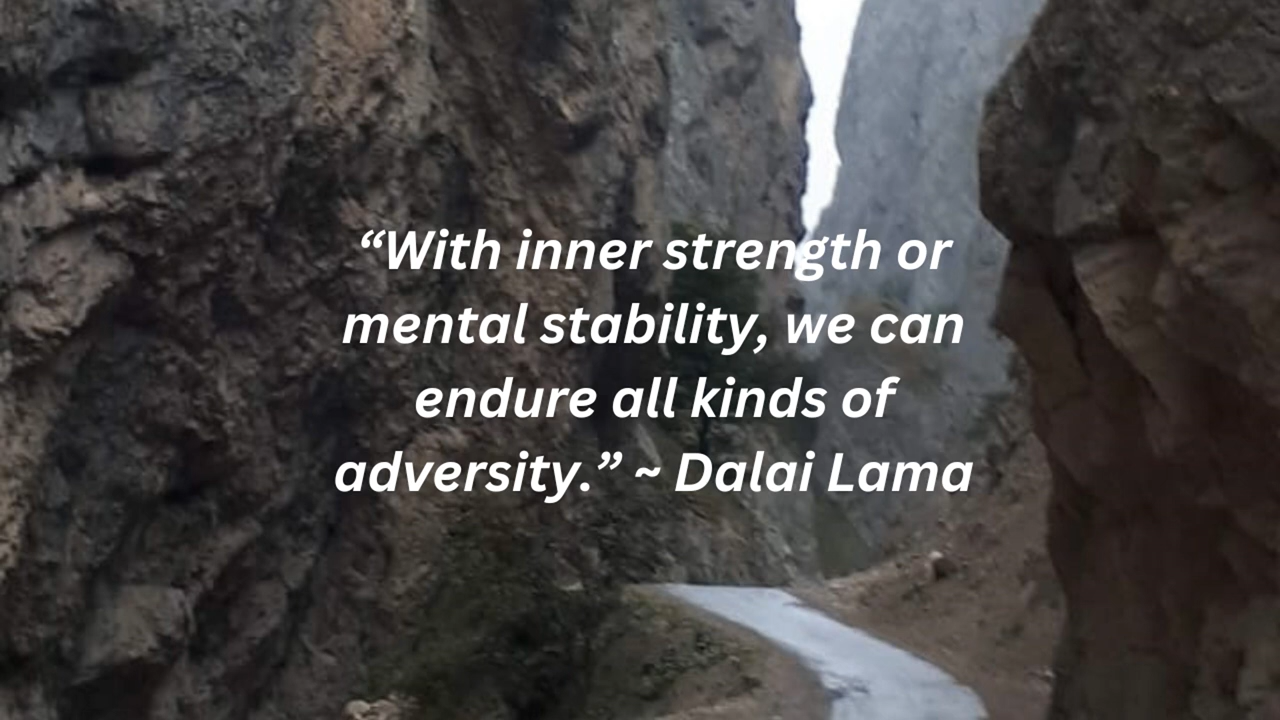 “With inner strength or
mental stability, we can
endure all kinds of
adversity.” ~ Dalai Lama